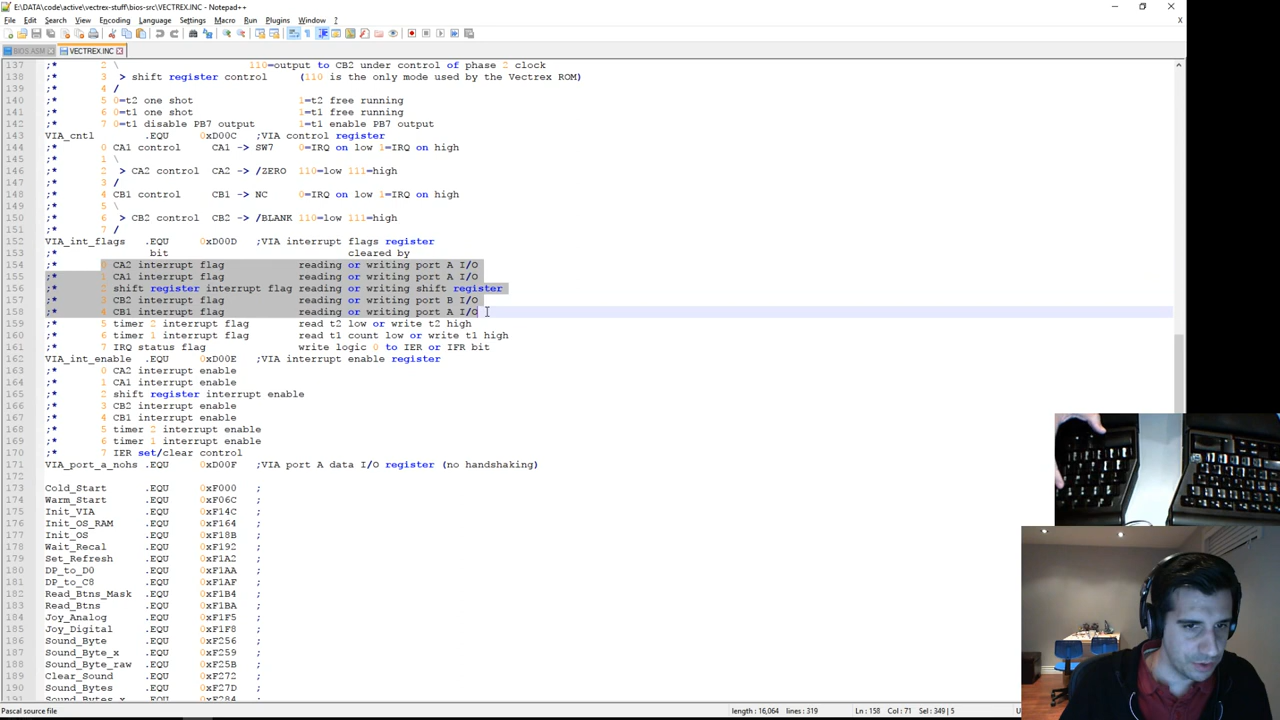 E:\DATA\code\active\vectrex-stuff\bios-src\VECTREX.INC - Notepad++
File Edit Search View Encoding Language Settings Macro Run Plugins Window ?
BIOS.ASM VECTREX.INC
137 ;* 2 \ 110=output to CB2 under control of phase 2 clock
138 ;* 3 > shift register control (110 is the only mode used by the Vectrex ROM)
139 ;* 4 /
140 ;* 5 0=t2 one shot 1=t2 free running
141 ;* 6 0=t1 one shot 1=t1 free running
142 ;* 7 0=t1 disable PB7 output 1=t1 enable PB7 output
143 VIA_cntl .EQU 0xD00C ;VIA control register
144 ;* 0 CA1 control CA1 -> SW7 0=IRQ on low 1=IRQ on high
145 ;* 1 \
146 ;* 2 > CA2 control CA2 -> /ZERO 110=low 111=high
147 ;* 3 /
148 ;* 4 CB1 control CB1 -> NC 0=IRQ on low 1=IRQ on high
149 ;* 5 \
150 ;* 6 > CB2 control CB2 -> /BLANK 110=low 111=high
151 ;* 7 /
152 VIA_int_flags .EQU 0xD00D ;VIA interrupt flags register
153 ;* bit cleared by
154 ;* 0 CA2 interrupt flag reading or writing port A I/O
155 ;* 1 CA1 interrupt flag reading or writing port A I/O
156 ;* 2 shift register interrupt flag reading or writing shift register
157 ;* 3 CB2 interrupt flag reading or writing port B I/O
158 ;* 4 CB1 interrupt flag reading or writing port A I/O
159 ;* 5 timer 2 interrupt flag read t2 low or write t2 high
160 ;* 6 timer 1 interrupt flag read t1 count low or write t1 high
161 ;* 7 IRQ status flag write logic 0 to IER or IFR bit
162 VIA_int_enable .EQU 0xD00E ;VIA interrupt enable register
163 ;* 0 CA2 interrupt enable
164 ;* 1 CA1 interrupt enable
165 ;* 2 shift register interrupt enable
166 ;* 3 CB2 interrupt enable
167 ;* 4 CB1 interrupt enable
168 ;* 5 timer 2 interrupt enable
169 ;* 6 timer 1 interrupt enable
170 ;* 7 IER set/clear control
171 VIA_port_a_nohs .EQU 0xD00F ;VIA port A data I/O register (no handshaking)
172
173 Cold_Start .EQU 0xF000 ;
174 Warm_Start .EQU 0xF06C ;
175 Init_VIA .EQU 0xF14C ;
176 Init_OS_RAM .EQU 0xF164 ;
177 Init_OS .EQU 0xF18B ;
178 Wait_Recal .EQU 0xF192 ;
179 Set_Refresh .EQU 0xF1A2 ;
180 DP_to_D0 .EQU 0xF1AA ;
181 DP_to_C8 .EQU 0xF1AF ;
182 Read_Btns_Mask .EQU 0xF1B4 ;
183 Read_Btns .EQU 0xF1BA ;
184 Joy_Analog .EQU 0xF1F5 ;
185 Joy_Digital .EQU 0xF1F8 ;
186 Sound_Byte .EQU 0xF256 ;
187 Sound_Byte_x .EQU 0xF259 ;
188 Sound_Byte_raw .EQU 0xF25B ;
189 Clear_Sound .EQU 0xF272 ;
190 Sound_Bytes .EQU 0xF27D ;
191 Sound_Bytes_x .EQU 0xF284 ;
Pascal source file length : 16,064 lines : 319 Ln : 158 Col : 71 Sel : 349 | 5